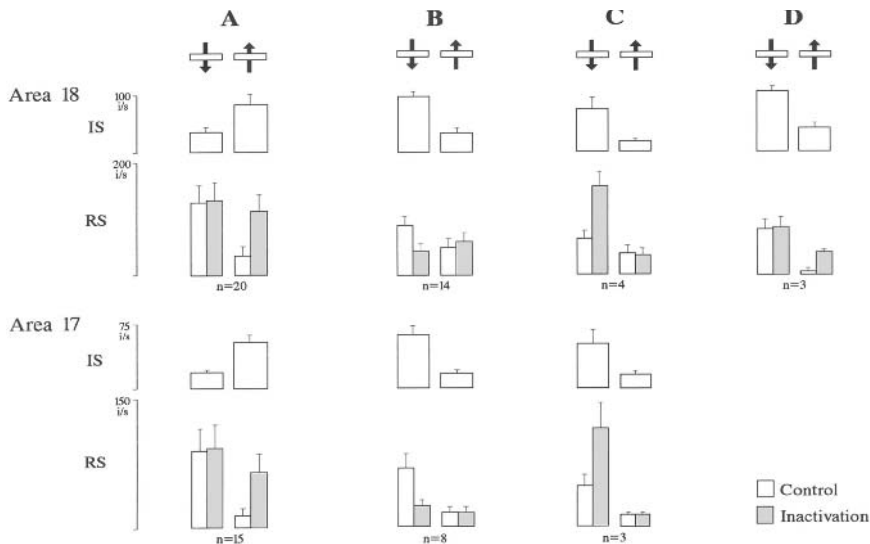 A B C D
Area 18
100
i/s
IS
200
i/s
RS
n=20 n=14 n=4 n=3
Area 17
75
i/s
IS
150
i/s
RS
Control
Inactivation
n=15 n=8 n=3